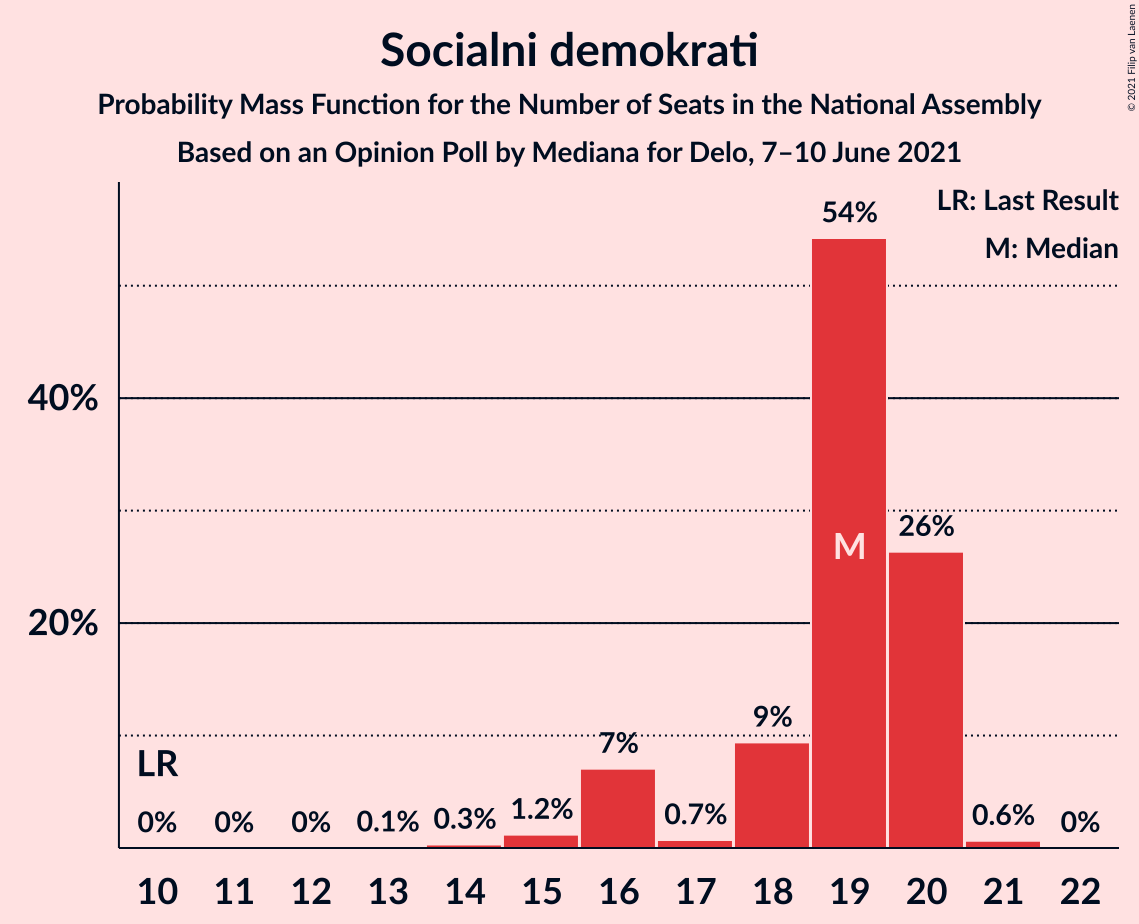 Socialni demokrati
Probability Mass Function for the Number of Seats in the National Assembly
Based on an Opinion Poll by Mediana for Delo, 7–10 June 2021
© 2021 Filip van Laenen
LR: Last Result
M: Median
54%
40%
26%
M
20%
9%
7%
LR
0% 0% 0% 0.1% 0.3% 1.2% 0.7% 0.6% 0%
10 11 12 13 14 15 16 17 18 19 20 21 22